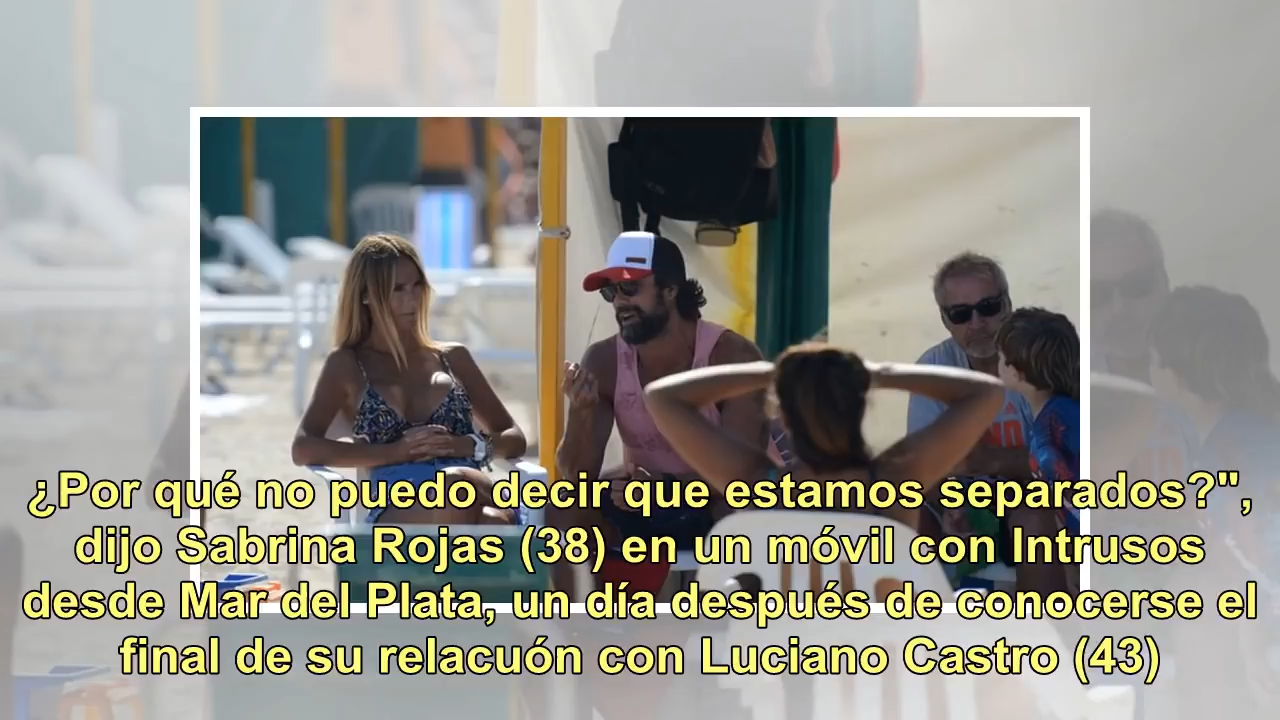 ¿Por qué no puedo decir que estamos separados?",
dijo Sabrina Rojas (38) en un móvil con Intrusos
desde Mar del Plata, un día después de conocerse el
final de su relacuón con Luciano Castro (43)